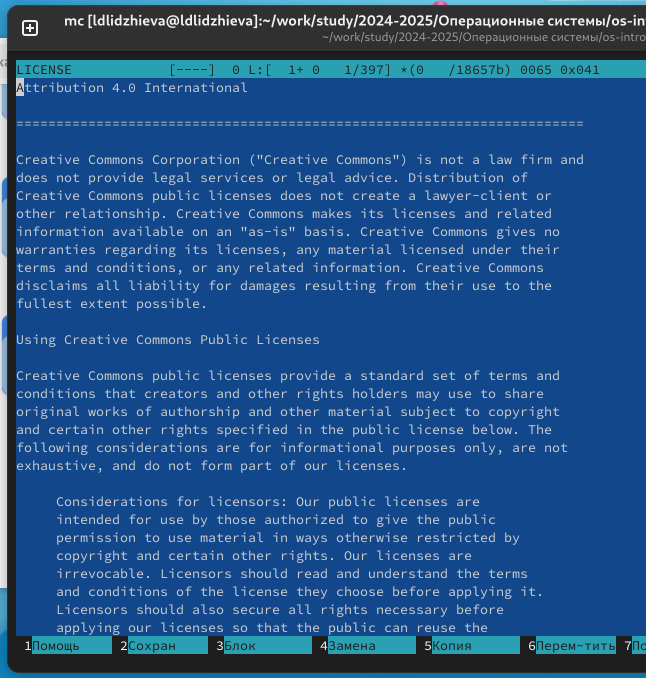 mc [ldlidzhieva@ldlidzhieva]:~/work/study/2024-2025/Операционные системы/os-int
~/work/study/2024-2025/Операционные системы/os-intro
LICENSE [----] 0 L:[ 1+ 0 1/397] *(0 /18657b) 0065 0x041
Attribution 4.0 International
=======================================================================
Creative Commons Corporation ("Creative Commons") is not a law firm and
does not provide legal services or legal advice. Distribution of
Creative Commons public licenses does not create a lawyer-client or
other relationship. Creative Commons makes its licenses and related
information available on an "as-is" basis. Creative Commons gives no
warranties regarding its licenses, any material licensed under their
terms and conditions, or any related information. Creative Commons
disclaims all liability for damages resulting from their use to the
fullest extent possible.
Using Creative Commons Public Licenses
Creative Commons public licenses provide a standard set of terms and
conditions that creators and other rights holders may use to share
original works of authorship and other material subject to copyright
and certain other rights specified in the public license below. The
following considerations are for informational purposes only, are not
exhaustive, and do not form part of our licenses.
Considerations for licensors: Our public licenses are
intended for use by those authorized to give the public
permission to use material in ways otherwise restricted by
copyright and certain other rights. Our licenses are
irrevocable. Licensors should read and understand the terms
and conditions of the license they choose before applying it.
Licensors should also secure all rights necessary before
applying our licenses so that the public can reuse the
1Помощь 2Сохран 3Блок 4Замена 5Копия 6Перем~тить 7По